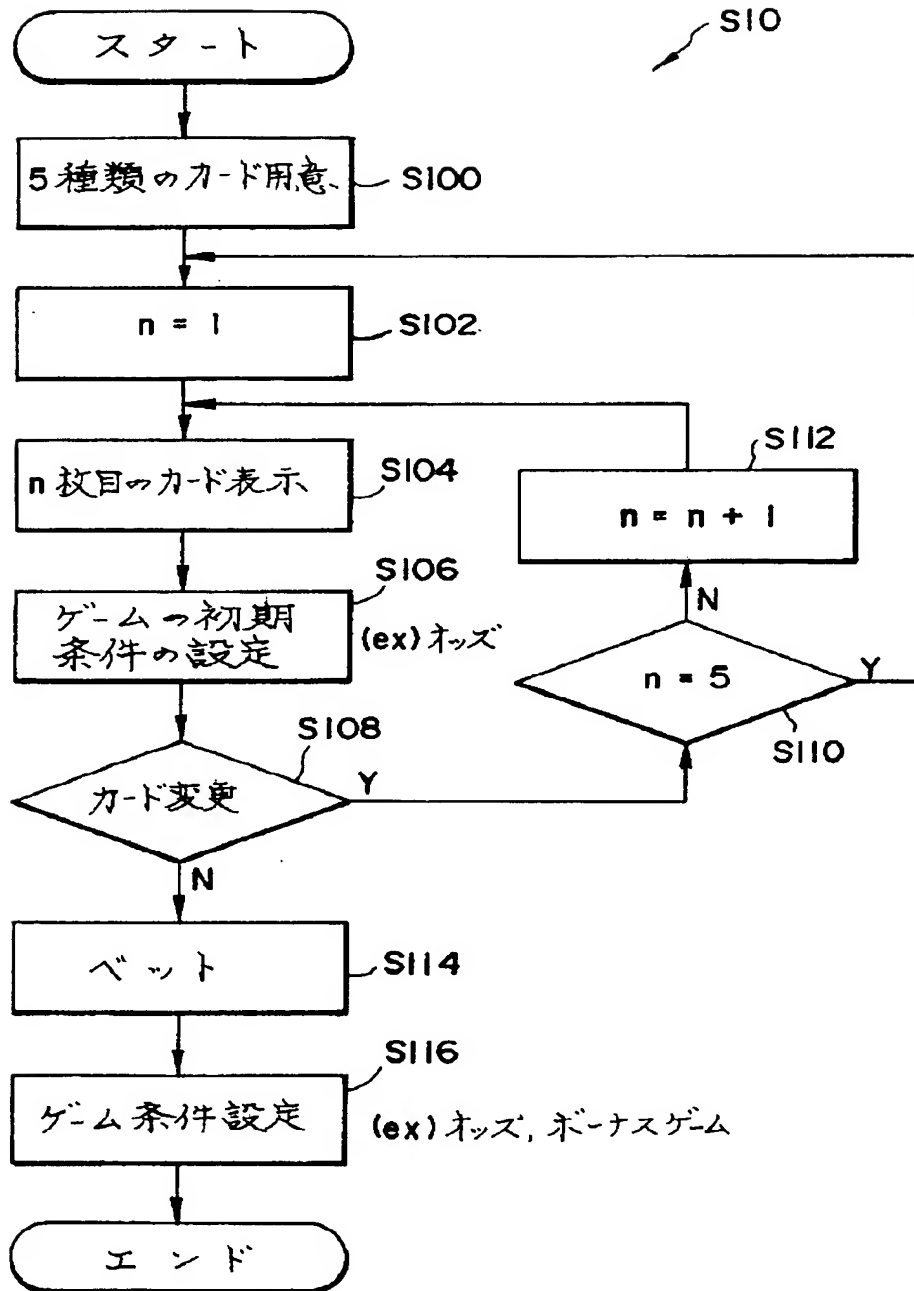 S10
スタート
5種類のカード用意
S100
n = 1
S102
n枚目のカード表示
S104
S112
n = n + 1
S106
ゲームの初期
条件の設定
(ex)オッズ
N
n = 5
Y
S110
S108
カード変更
Y
N
ベット
S114
S116
ゲーム条件設定
(ex)オッズ,ボーナスゲーム
エンド